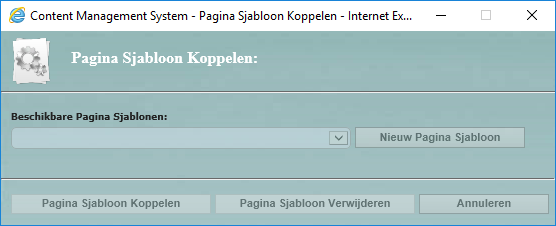 Content Management System - Pagina Sjabloon Koppelen - Internet Ex...
Pagina Sjabloon Koppelen:
Beschikbare Pagina Sjablonen:
Nieuw Pagina Sjabloon
Pagina Sjabloon Koppelen Pagina Sjabloon Verwijderen Annuleren